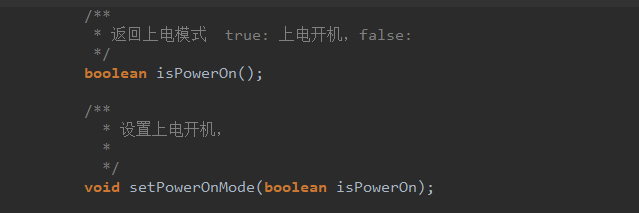 /**
* 返回上电模式  true: 上电开机，false:
*/
boolean isPowerOn();
/**
* 设置上电开机，
*
*/
void setPowerOnMode(boolean isPowerOn);